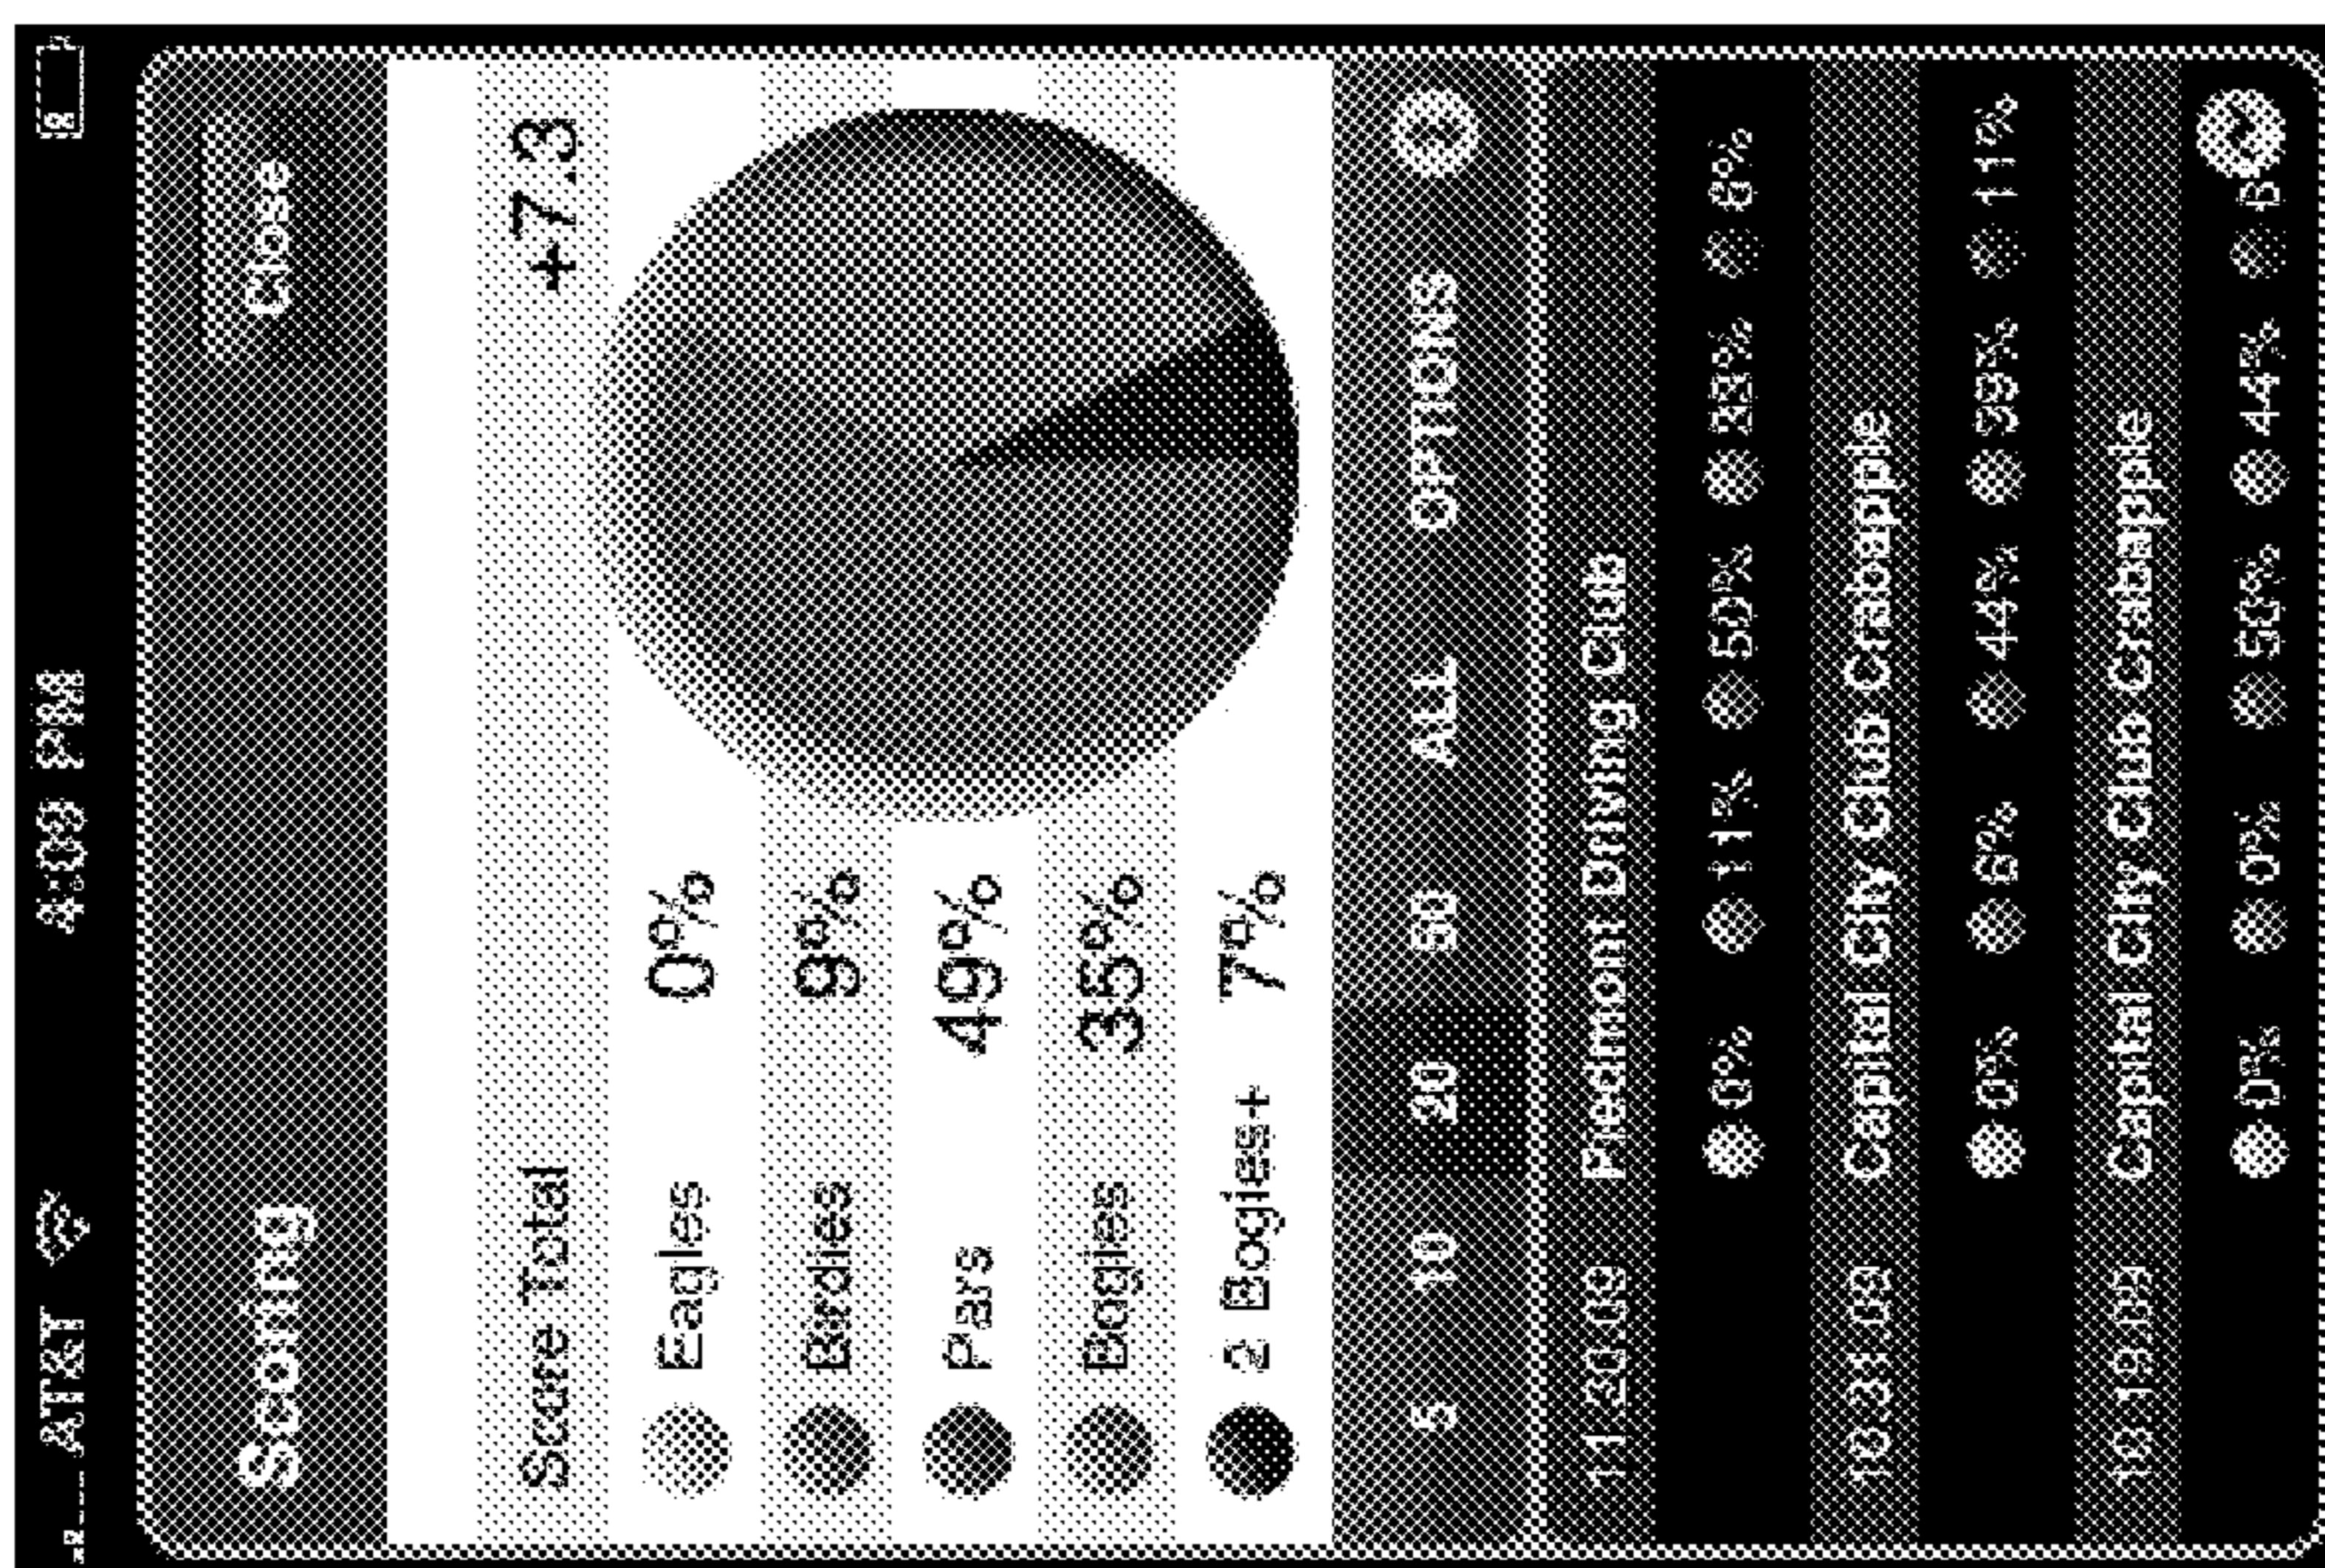 AT&T 4:09 PM
Scoring Close
Score Total +7.3
Eagles 0%
Birdies 9%
Pars 49%
Bogies 35%
2 Bogies+ 7%
5 10 20 50 ALL OPTIONS
11.20.09 Piedmont Driving Club
0% 11% 50% 33% 6%
10.31.09 Capital City Club Crabapple
0% 6% 44% 39% 11%
10.19.09 Capital City Club Crabapple
0% 0% 50% 44%